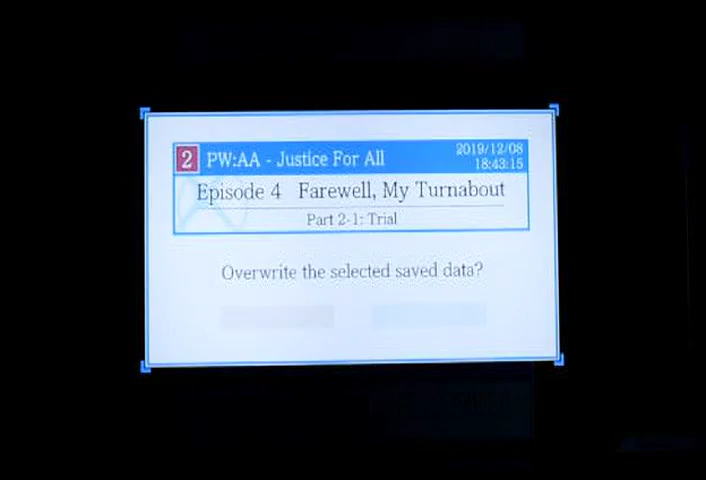 2 PW:AA - Justice For All 2019/12/08
18:43:15
Episode 4 Farewell, My Turnabout
Part 2-1: Trial
Overwrite the selected saved data?